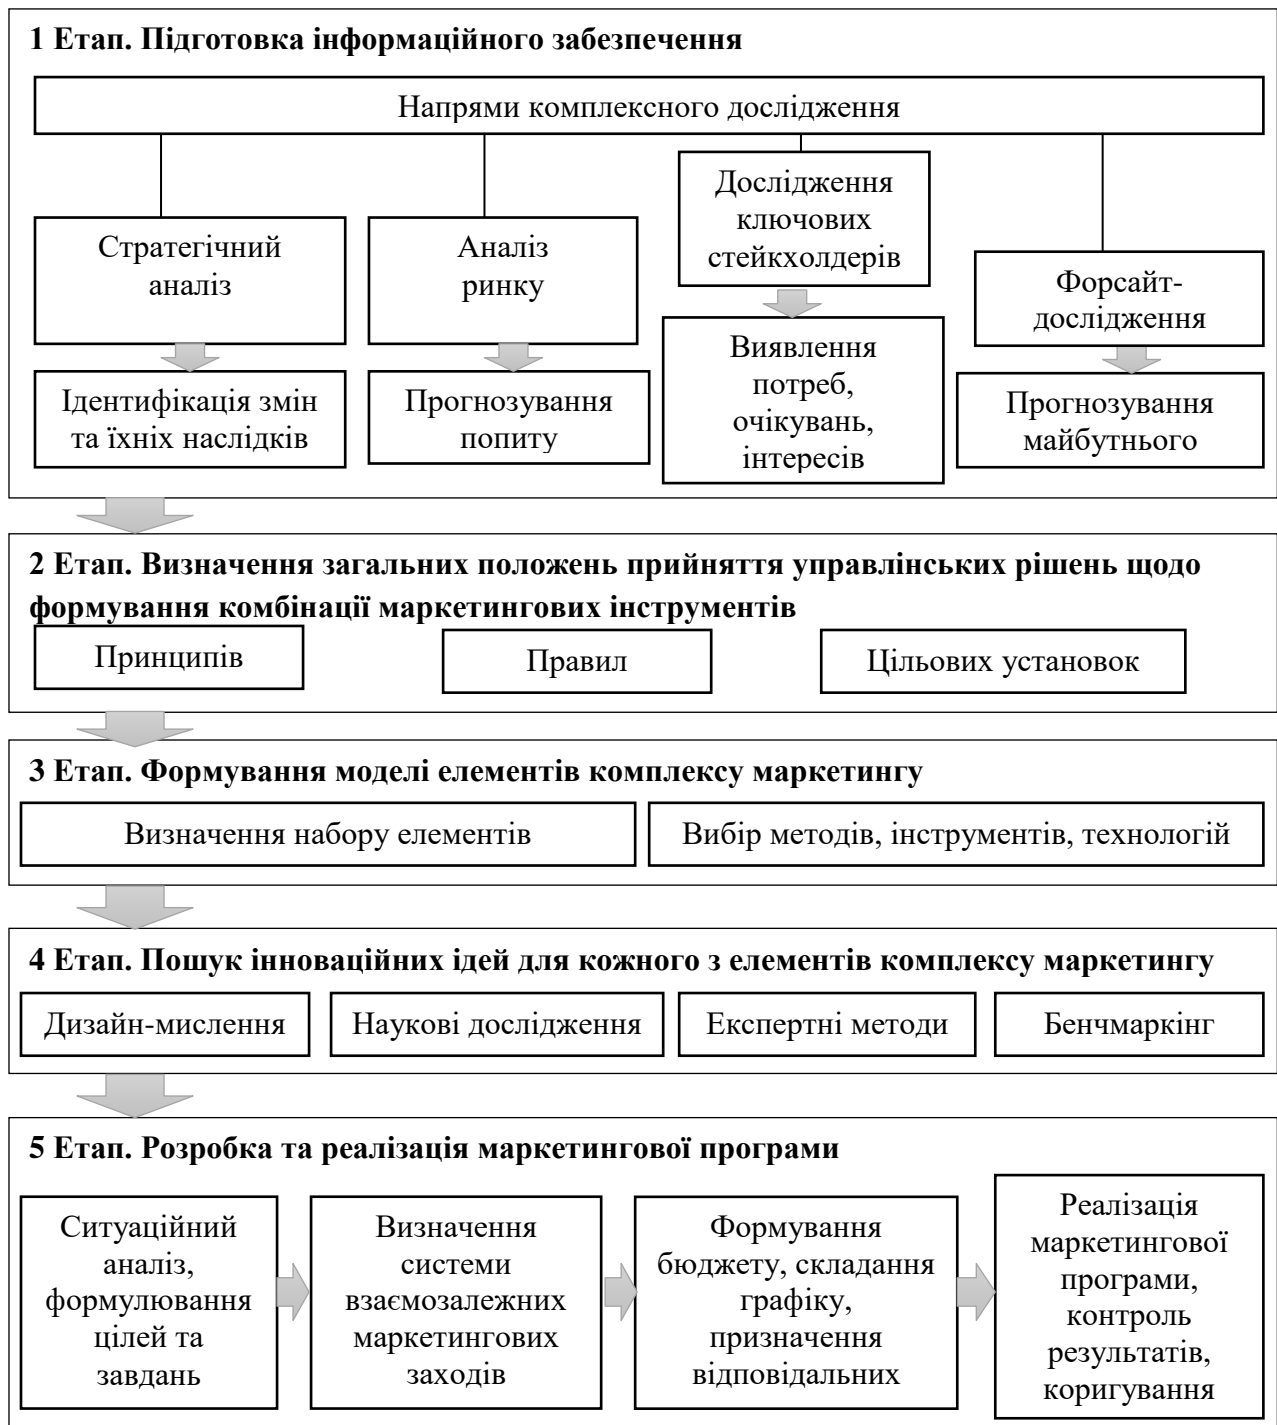 1 Етап. Підготовка інформаційного забезпечення
Напрями комплексного дослідження
Стратегічний
аналіз
Ідентифікація змін
та їхніх наслідків
Аналіз
ринку
Прогнозування
попиту
Дослідження
ключових
стейкхолдерів
Виявлення
потреб,
очікувань,
інтересів
Форсайт-
дослідження
Прогнозування
майбутнього
2 Етап. Визначення загальних положень прийняття управлінських рішень щодо
формування комбінації маркетингових інструментів
Принципів
Правил
Цільових установок
3 Етап. Формування моделі елементів комплексу маркетингу
Визначення набору елементів
Вибір методів, інструментів, технологій
4 Етап. Пошук інноваційних ідей для кожного з елементів комплексу маркетингу
Дизайн-мислення
Наукові дослідження
Експертні методи
Бенчмаркінг
5 Етап. Розробка та реалізація маркетингової програми
Ситуаційний
аналіз,
формулювання
цілей та
завдань
Визначення
системи
взаємозалежних
маркетингових
заходів
Формування
бюджету, складання
графіку,
призначення
відповідальних
Реалізація
маркетингової
програми,
контроль
результатів,
коригування